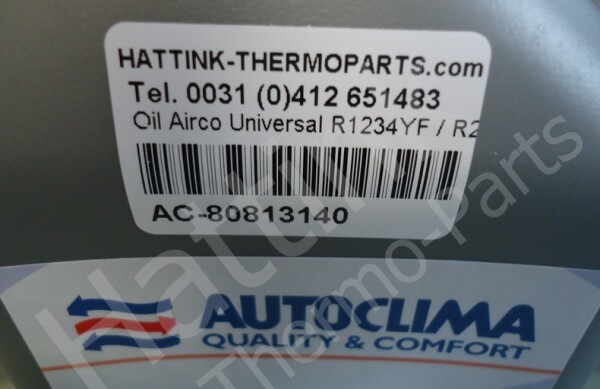 HATTINK-THERMOPARTS.com
Tel. 0031 (0)412 651483
Oil Airco Universal R1234YF / R2
AC-80813140
AUTOCLIMA
QUALITY & COMFORT
Hattink
Thermo-Parts